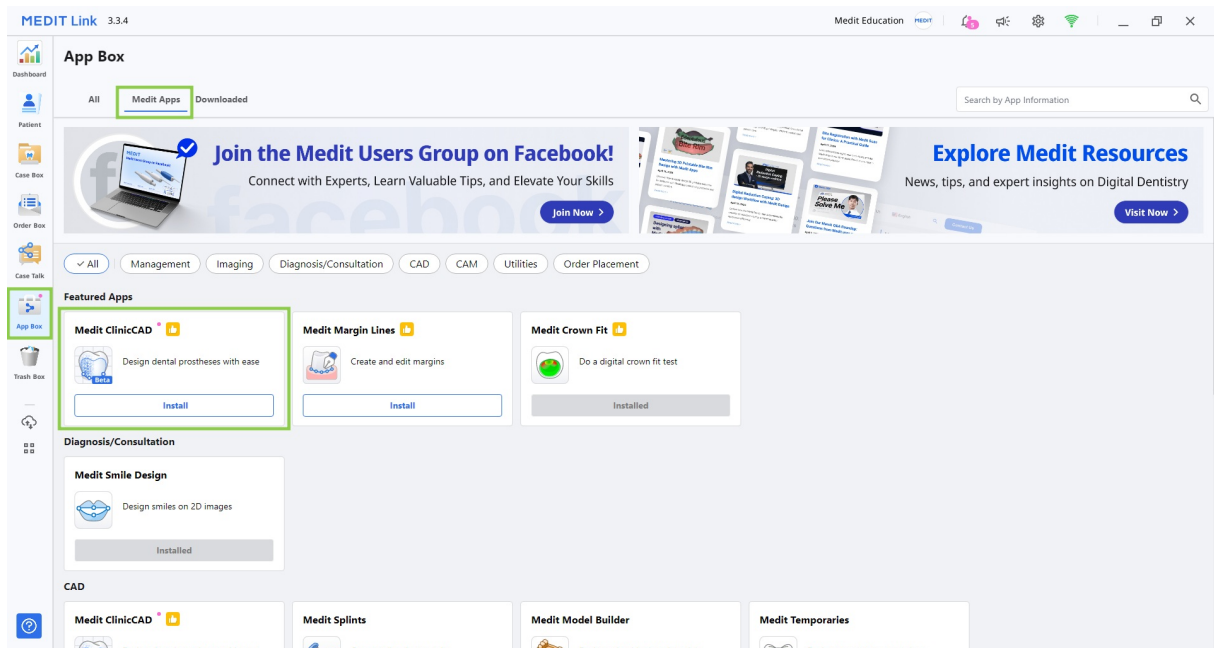 MEDIT Link 3.3.4
Medit Education MEDIT
5
Dashboard
Patient
Case Box
Order Box
Case Talk
App Box
Trash Box
App Box
All Medit Apps Downloaded
Search by App Information
Join the Medit Users Group on Facebook!
Connect with Experts, Learn Valuable Tips, and Elevate Your Skills
Join Now >
Explore Medit Resources
News, tips, and expert insights on Digital Dentistry
Visit Now >
Please
Solve Me
All Management Imaging Diagnosis/Consultation CAD CAM Utilities Order Placement
Featured Apps
Medit ClinicCAD
Design dental prostheses with ease
Beta
Install
Medit Margin Lines
Create and edit margins
Install
Medit Crown Fit
Do a digital crown fit test
Installed
Diagnosis/Consultation
Medit Smile Design
Design smiles on 2D images
Installed
CAD
Medit ClinicCAD
Medit Splints
Medit Model Builder
Medit Temporaries